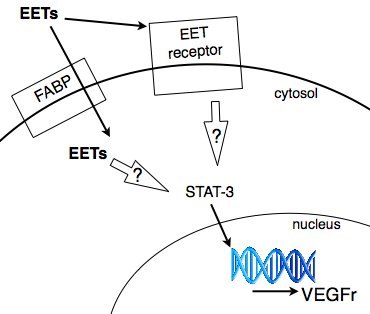 EETs
EET
receptor
FABP
cytosol
?
EETs
?
STAT-3
nucleus
VEGFr